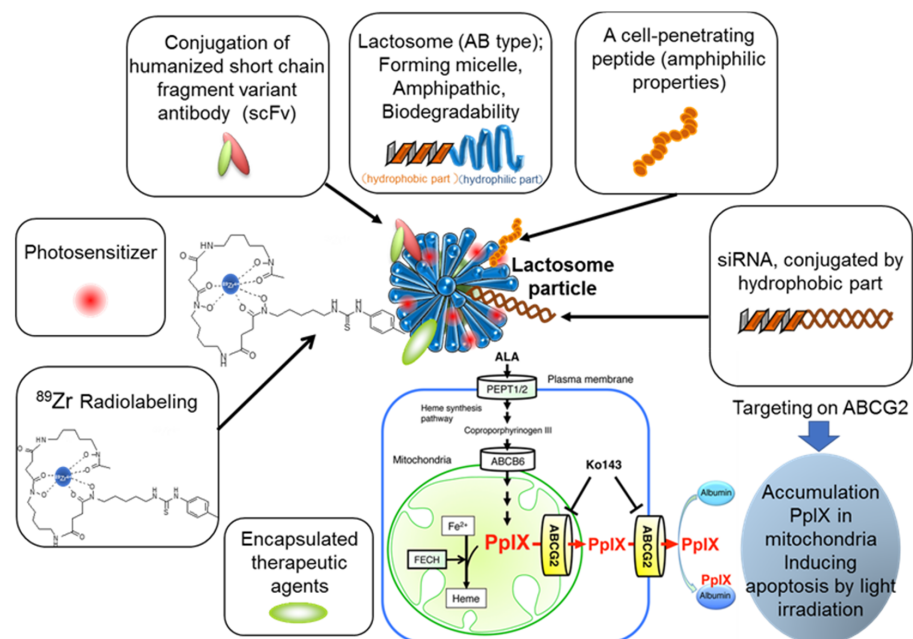 Conjugation of
humanized short chain
fragment variant
antibody (scFv)
Lactosome (AB type);
Forming micelle,
Amphipathic,
Biodegradability
(hydrophobic part)
(hydrophilic part)
A cell-penetrating
peptide (amphiphilic
properties)
Photosensitizer
Lactosome
particle
siRNA, conjugated by
hydrophobic part
⁸⁹Zr Radiolabeling
Encapsulated
therapeutic
agents
ALA
Plasma membrane
PEPT1/2
Heme synthesis
pathway
Coproporphyrinogen III
Mitochondria
ABCB6
Ko143
Fe²⁺
FECH
Heme
PpIX
ABCG2
PpIX
ABCG2
PpIX
Albumin
PpIX
Albumin
Targeting on ABCG2
Accumulation
PpIX in
mitochondria
Inducing
apoptosis by light
irradiation